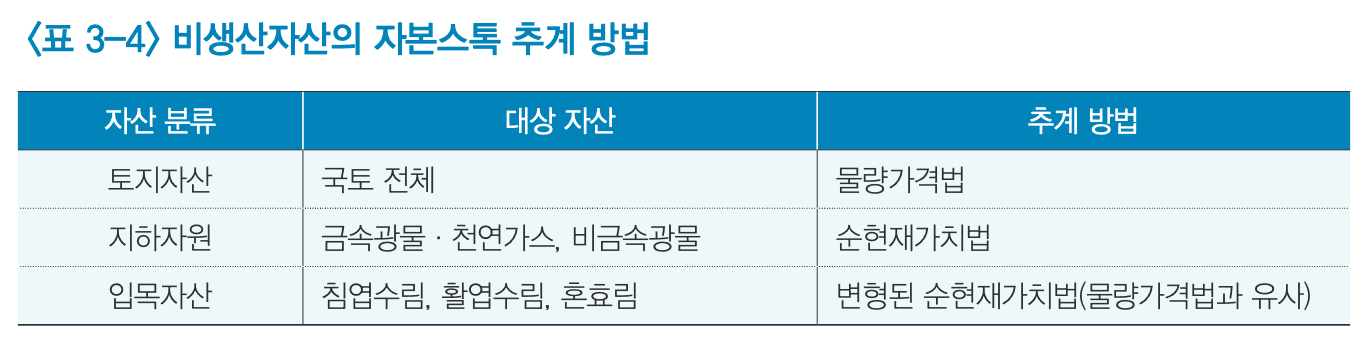 〈표 3-4〉 비생산자산의 자본스톡 추계 방법
자산 분류 대상 자산 추계 방법
토지자산 국토 전체 물량가격법
지하자원 금속광물·천연가스, 비금속광물 순현재가치법
입목자산 침엽수림, 활엽수림, 혼효림 변형된 순현재가치법(물량가격법과 유사)